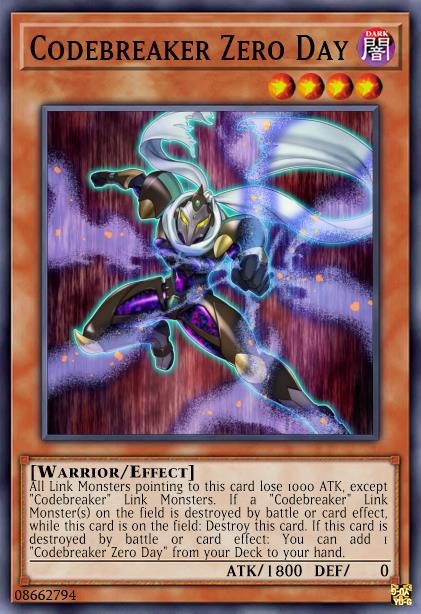 CODEBREAKER ZERO DAY
DARK
闇
[WARRIOR/EFFECT]
All Link Monsters pointing to this card lose 1000 ATK, except
"Codebreaker" Link Monsters. If a "Codebreaker" Link
Monster(s) on the field is destroyed by battle or card effect,
while this card is on the field: Destroy this card. If this card is
destroyed by battle or card effect: You can add 1
"Codebreaker Zero Day" from your Deck to your hand.
ATK/1800 DEF/ 0
08662794